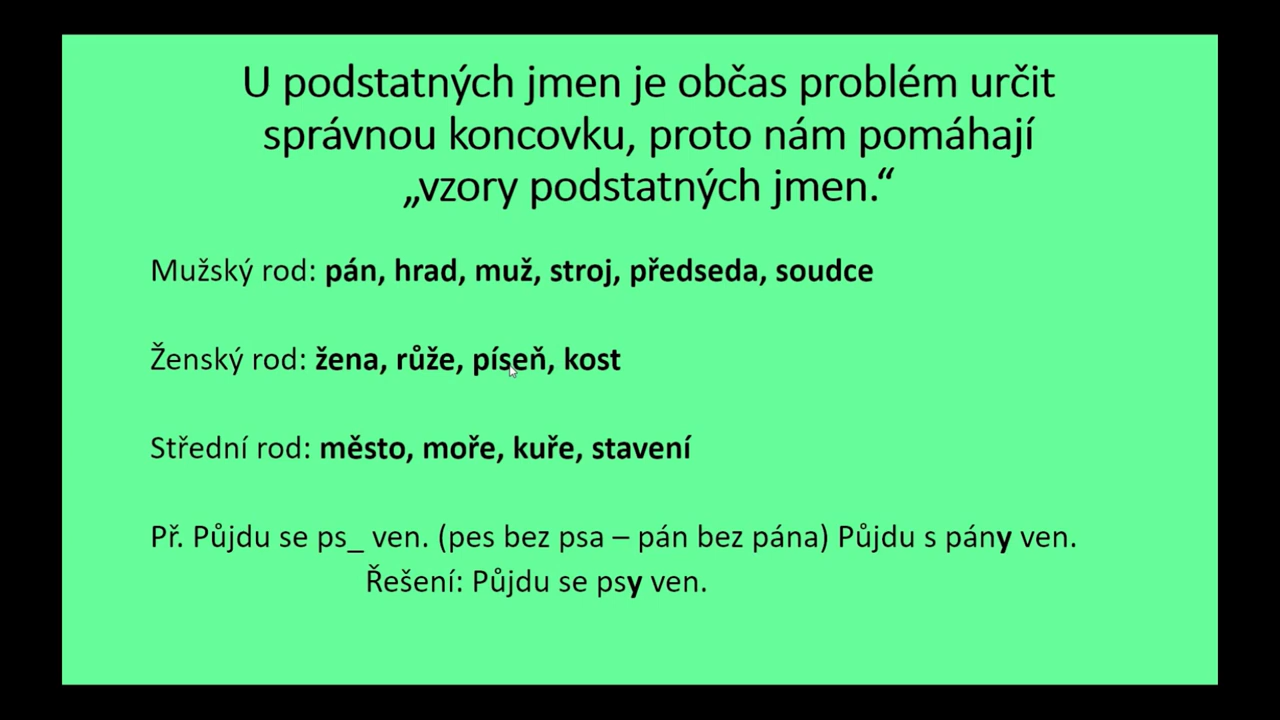 U podstatných jmen je občas problém určit
správnou koncovku, proto nám pomáhají
„vzory podstatných jmen.“
Mužský rod: pán, hrad, muž, stroj, předseda, soudce
Ženský rod: žena, růže, píseň, kost
Střední rod: město, moře, kuře, stavení
Př. Půjdu se ps_ ven. (pes bez psa – pán bez pána) Půjdu s pány ven.
Řešení: Půjdu se psy ven.